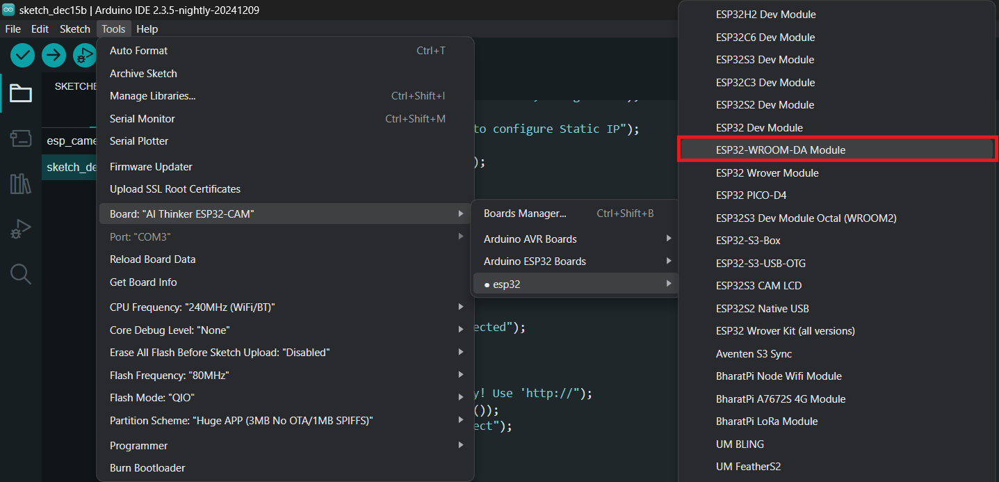 sketch_dec15b | Arduino IDE 2.3.5-nightly-20241209
File Edit Sketch Tools Help
SKETCHE
esp_came
sketch_de
Auto Format Ctrl+T
Archive Sketch
Manage Libraries... Ctrl+Shift+I
Serial Monitor Ctrl+Shift+M
Serial Plotter
Firmware Updater
Upload SSL Root Certificates
Board: "AI Thinker ESP32-CAM"
Port: "COM3"
Reload Board Data
Get Board Info
CPU Frequency: "240MHz (WiFi/BT)"
Core Debug Level: "None"
Erase All Flash Before Sketch Upload: "Disabled"
Flash Frequency: "80MHz"
Flash Mode: "QIO"
Partition Scheme: "Huge APP (3MB No OTA/1MB SPIFFS)"
Programmer
Burn Bootloader
to configure Static IP");
);
Boards Manager... Ctrl+Shift+B
Arduino AVR Boards
Arduino ESP32 Boards
● esp32
ected");
y! Use 'http://");
());
ect");
ESP32H2 Dev Module
ESP32C6 Dev Module
ESP32S3 Dev Module
ESP32C3 Dev Module
ESP32S2 Dev Module
ESP32 Dev Module
ESP32-WROOM-DA Module
ESP32 Wrover Module
ESP32 PICO-D4
ESP32S3 Dev Module Octal (WROOM2)
ESP32-S3-Box
ESP32-S3-USB-OTG
ESP32S3 CAM LCD
ESP32S2 Native USB
ESP32 Wrover Kit (all versions)
Aventen S3 Sync
BharatPi Node Wifi Module
BharatPi A7672S 4G Module
BharatPi LoRa Module
UM BLING
UM FeatherS2